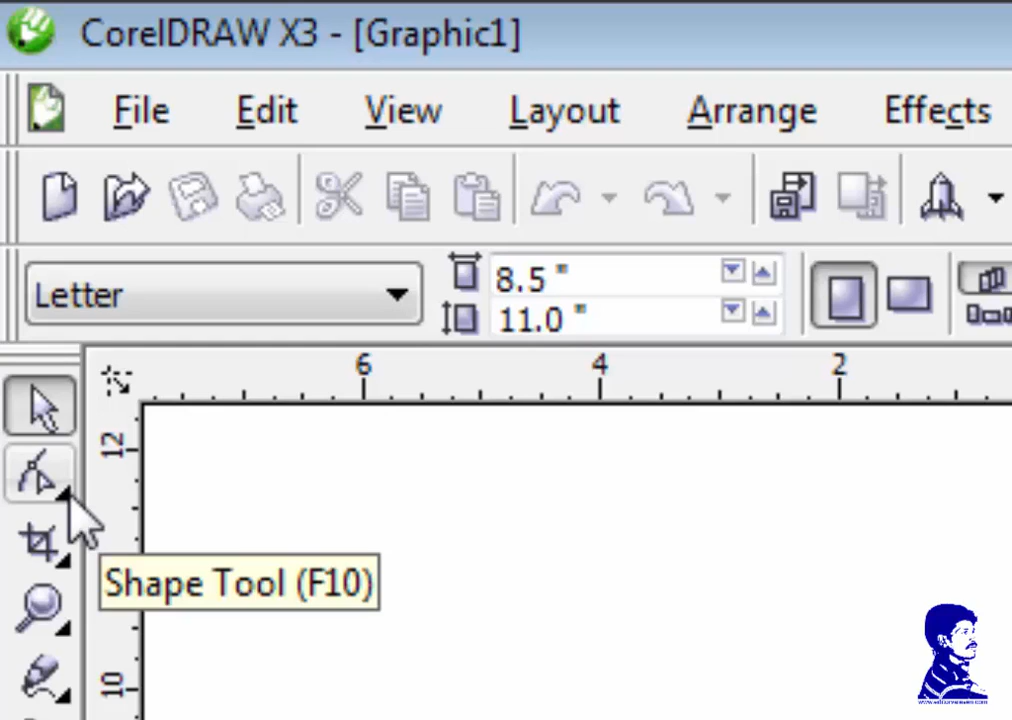 CorelDRAW X3 - [Graphic1]
File Edit View Layout Arrange Effects
Letter 8.5 "
11.0 "
6 4 2
12
Shape Tool (F10)
10